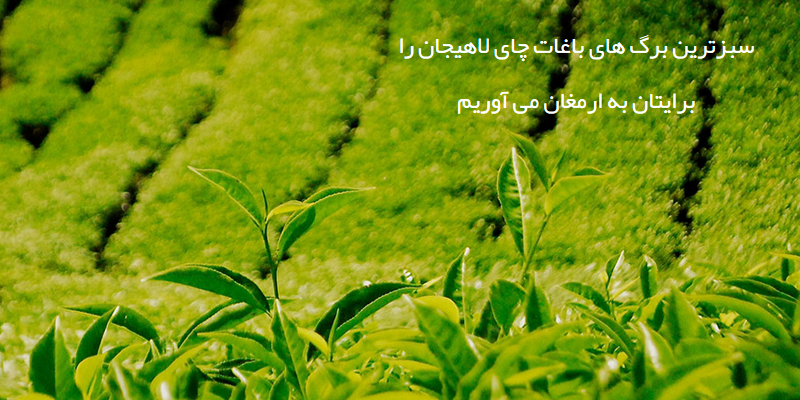 سبزترین برگ های باغات چای لاهیجان را
برایتان به ارمغان می آوریم